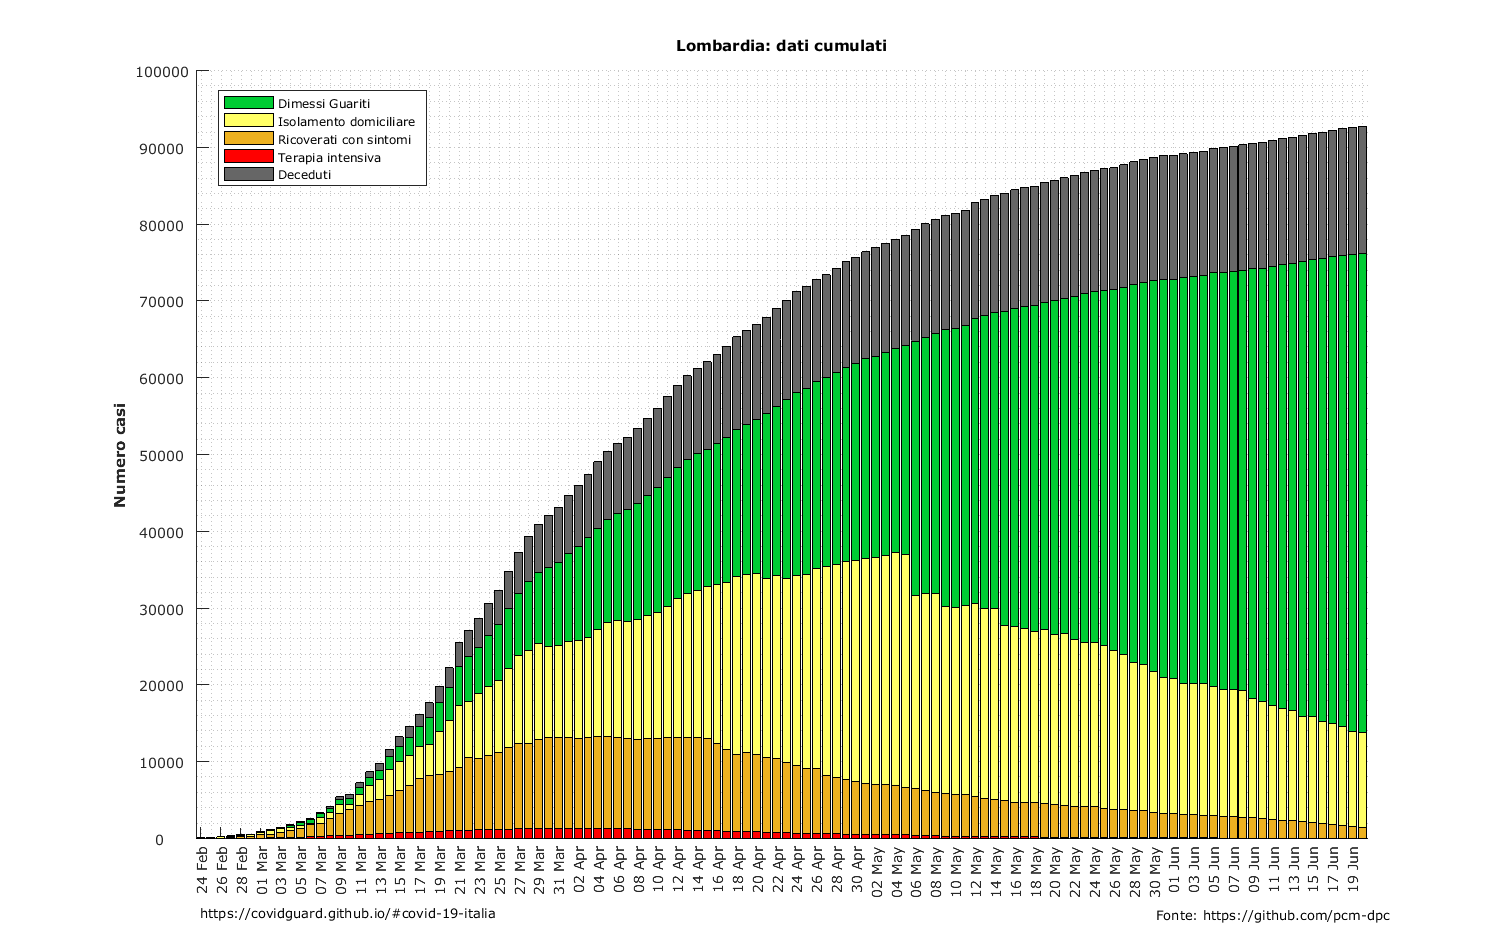 Lombardia: dati cumulati
100000
90000
80000
70000
60000
50000
40000
30000
20000
10000
0
Numero casi
Dimessi Guariti
Isolamento domiciliare
Ricoverati con sintomi
Terapia intensiva
Deceduti
24 Feb
26 Feb
28 Feb
01 Mar
03 Mar
05 Mar
07 Mar
09 Mar
11 Mar
13 Mar
15 Mar
17 Mar
19 Mar
21 Mar
23 Mar
25 Mar
27 Mar
29 Mar
31 Mar
02 Apr
04 Apr
06 Apr
08 Apr
10 Apr
12 Apr
14 Apr
16 Apr
18 Apr
20 Apr
22 Apr
24 Apr
26 Apr
28 Apr
30 Apr
02 May
04 May
06 May
08 May
10 May
12 May
14 May
16 May
18 May
20 May
22 May
24 May
26 May
28 May
30 May
01 Jun
03 Jun
05 Jun
07 Jun
09 Jun
11 Jun
13 Jun
15 Jun
17 Jun
19 Jun
https://covidguard.github.io/#covid-19-italia
Fonte: https://github.com/pcm-dpc